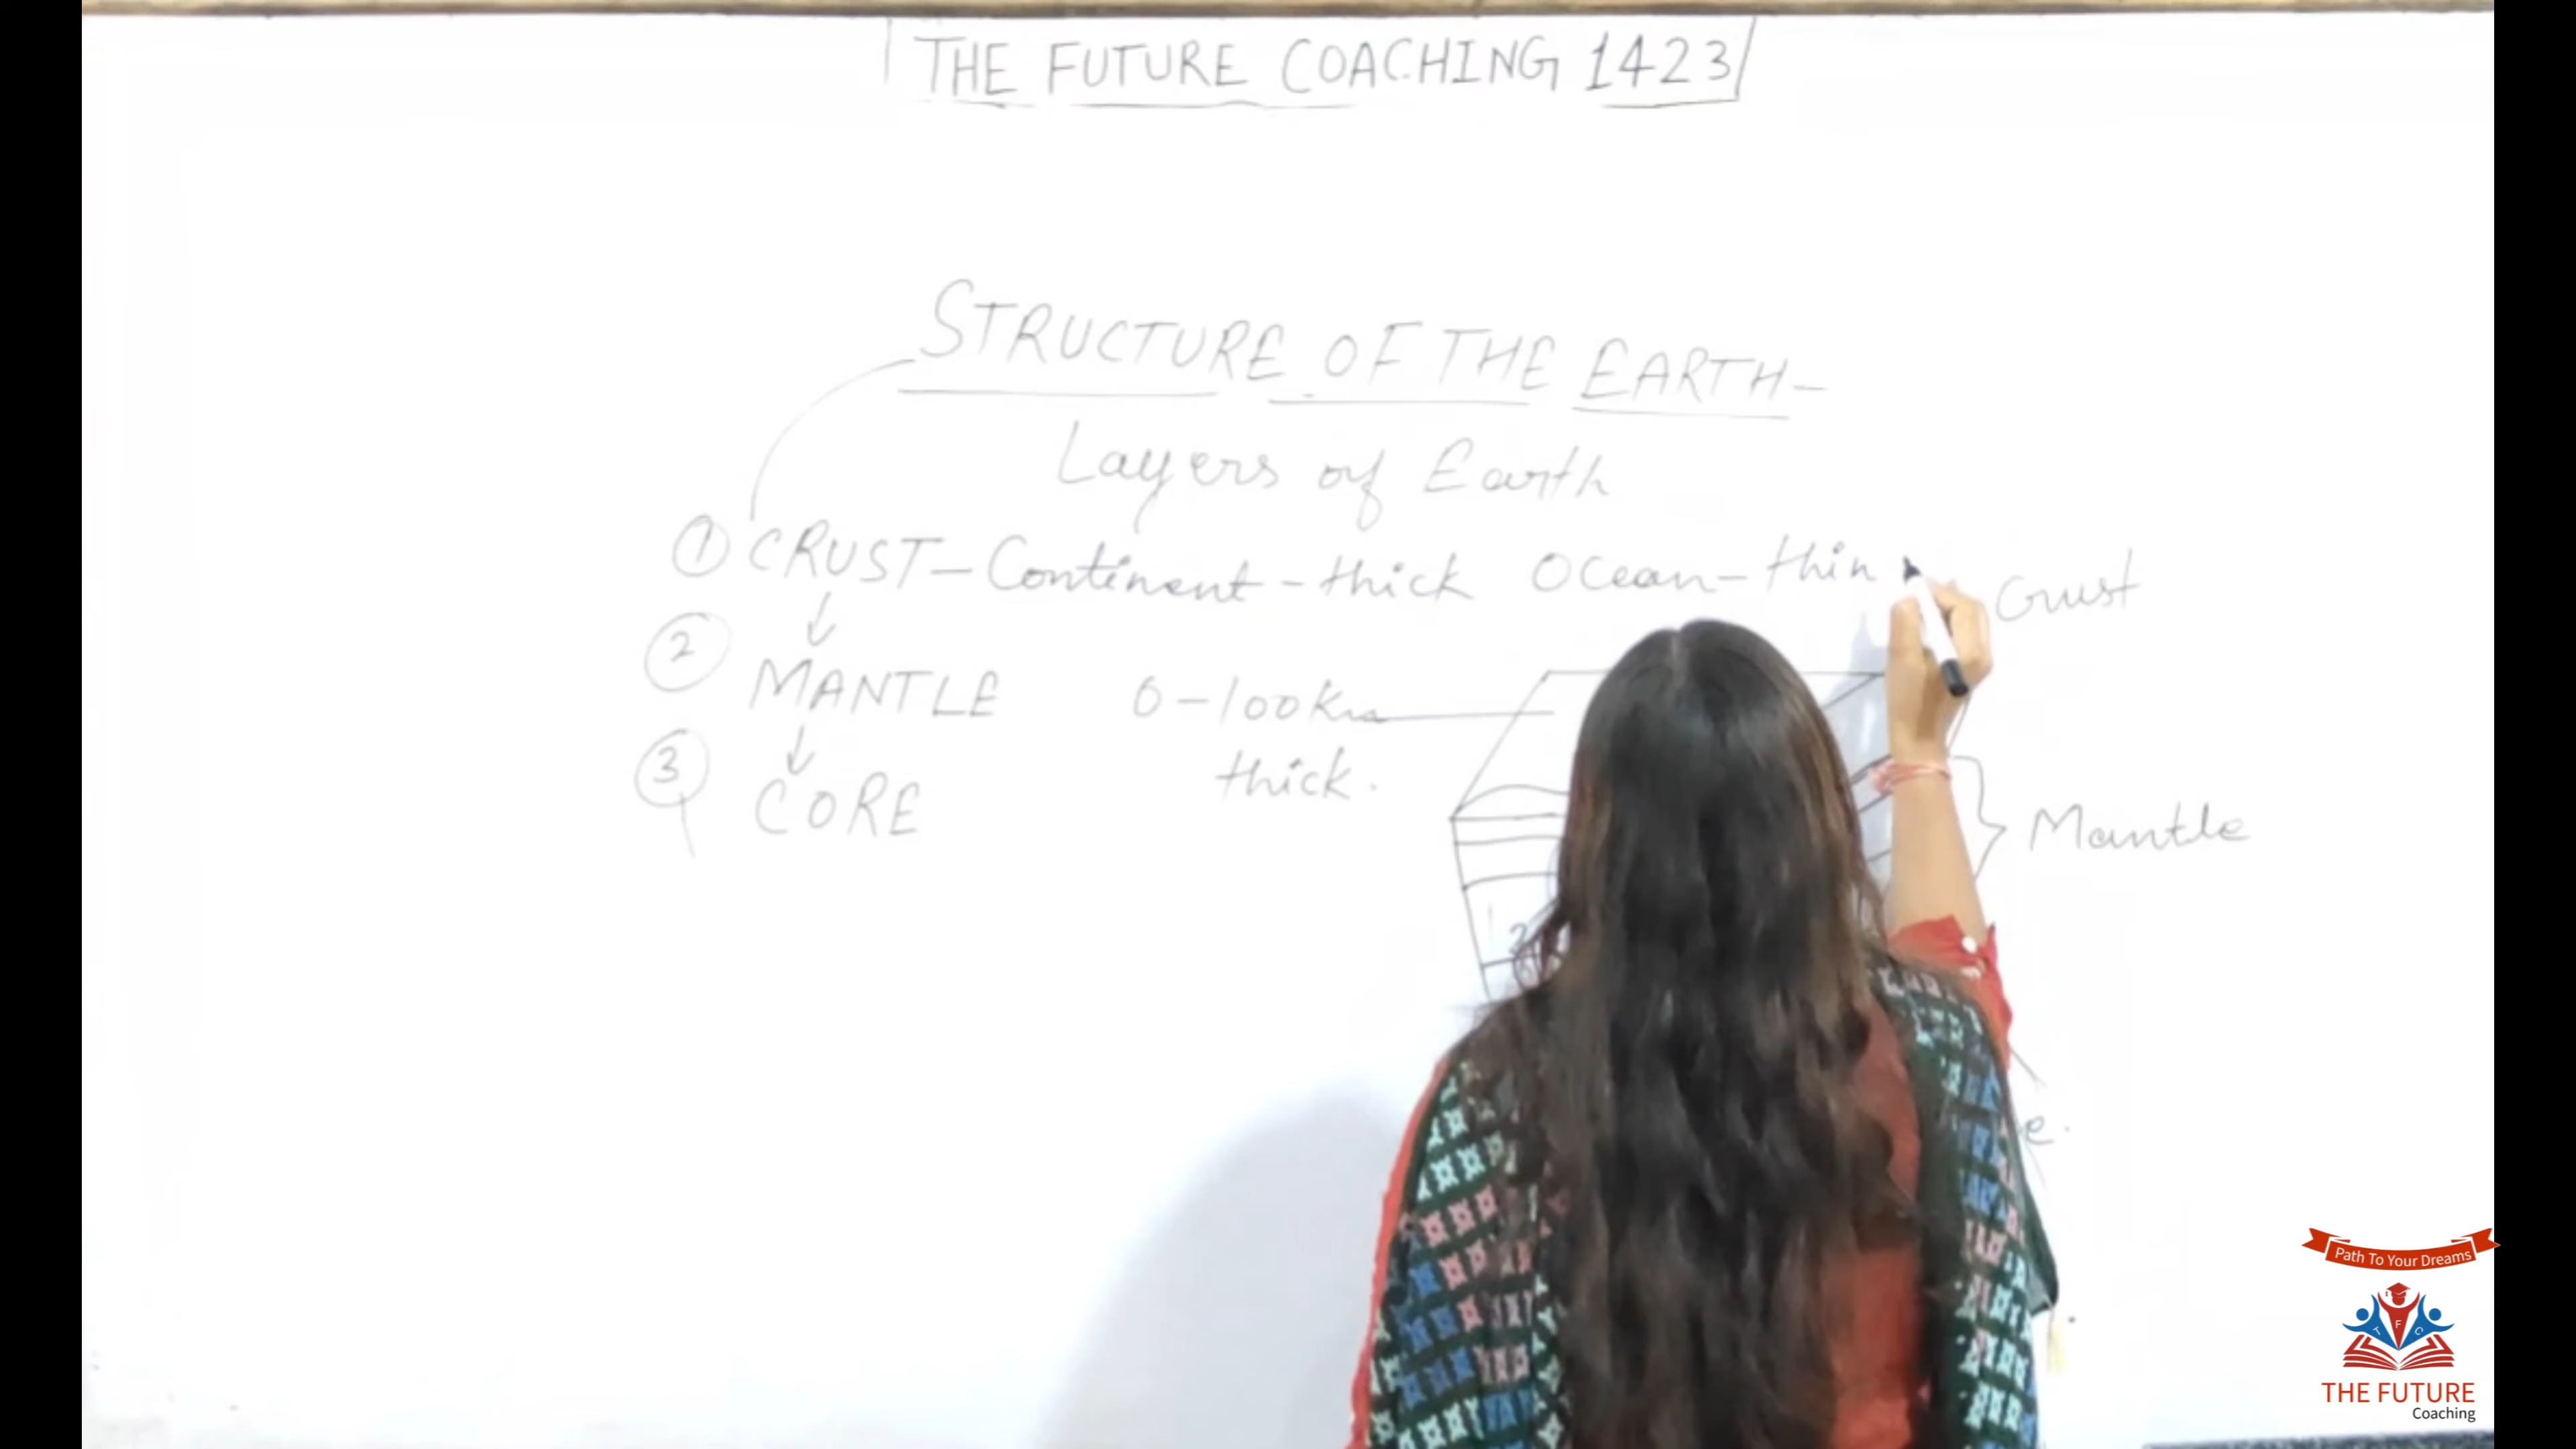 THE FUTURE COACHING 1423
STRUCTURE OF THE EARTH-
Layers of Earth
① CRUST-Continent-thick Ocean-thin
Crust
② MANTLE
0-100Km
thick.
③ CORE
Mantle
Path To Your Dreams
T F C
THE FUTURE
Coaching